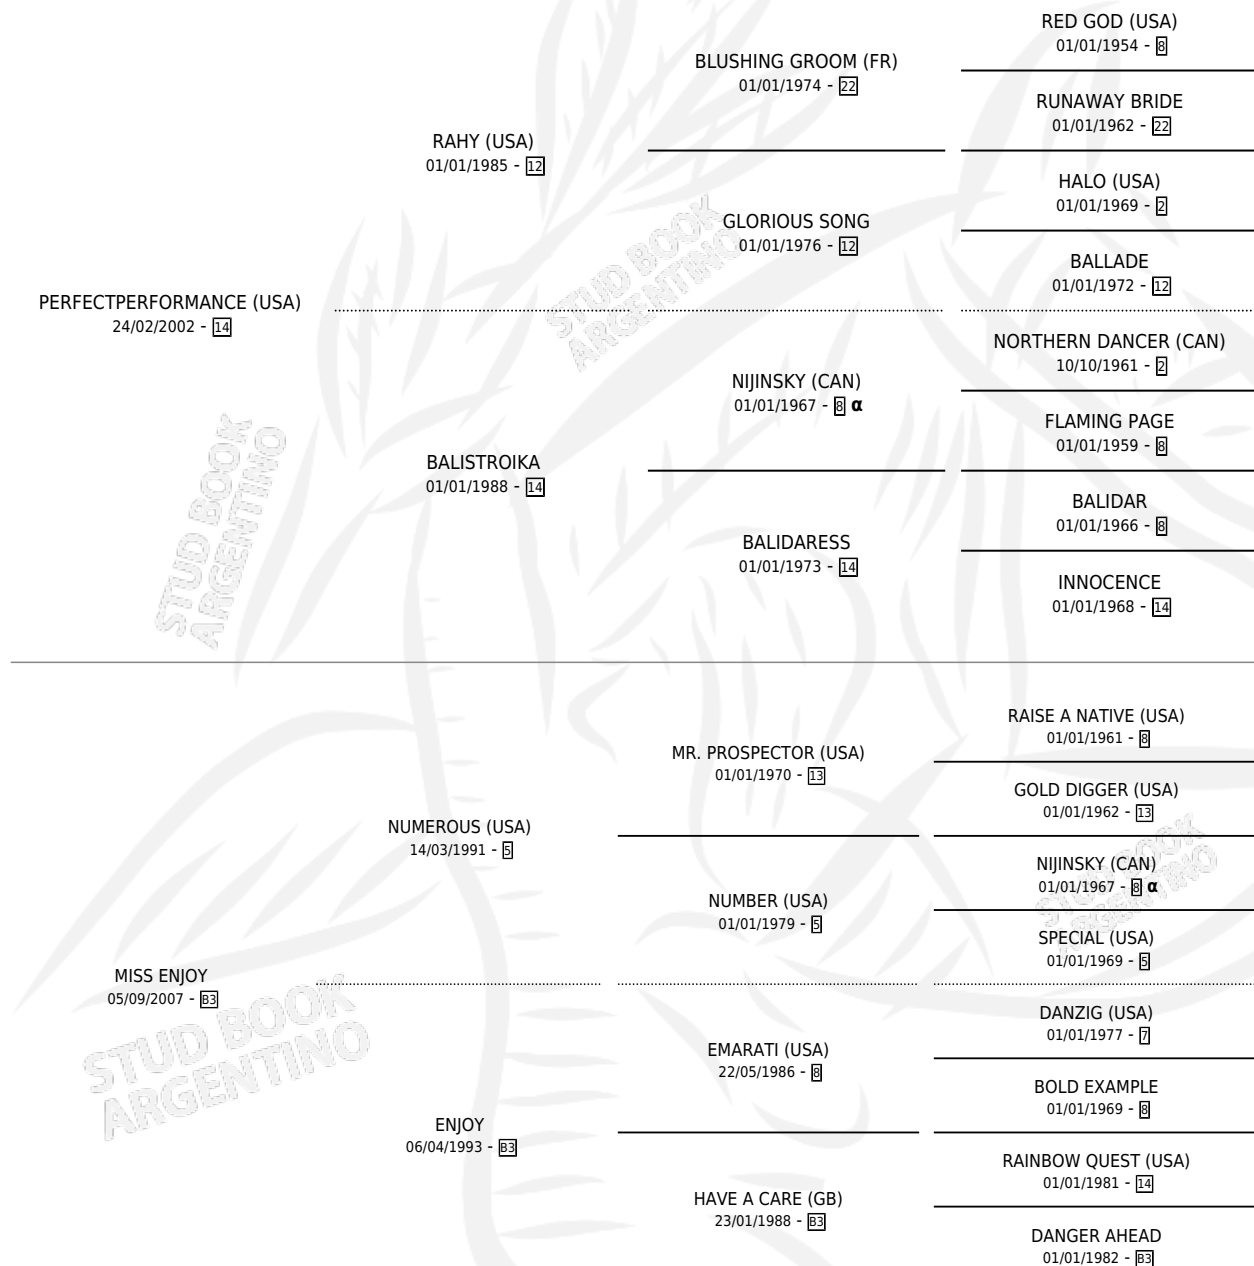 RED GOD (USA)
01/01/1954 - 8
BLUSHING GROOM (FR)
01/01/1974 - 22
RUNAWAY BRIDE
01/01/1962 - 22
RAHY (USA)
01/01/1985 - 12
HALO (USA)
01/01/1969 - 2
GLORIOUS SONG
01/01/1976 - 12
BALLADE
01/01/1972 - 12
PERFECTPERFORMANCE (USA)
24/02/2002 - 14
NORTHERN DANCER (CAN)
10/10/1961 - 2
NIJINSKY (CAN)
01/01/1967 - 8 α
FLAMING PAGE
01/01/1959 - 8
BALISTROIKA
01/01/1988 - 14
BALIDAR
01/01/1966 - 8
BALIDARESS
01/01/1973 - 14
INNOCENCE
01/01/1968 - 14
RAISE A NATIVE (USA)
01/01/1961 - 8
MR. PROSPECTOR (USA)
01/01/1970 - 13
GOLD DIGGER (USA)
01/01/1962 - 13
NUMEROUS (USA)
14/03/1991 - 5
NIJINSKY (CAN)
01/01/1967 - 8 α
NUMBER (USA)
01/01/1979 - 5
SPECIAL (USA)
01/01/1969 - 5
MISS ENJOY
05/09/2007 - B3
DANZIG (USA)
01/01/1977 - 7
EMARATI (USA)
22/05/1986 - 8
BOLD EXAMPLE
01/01/1969 - 8
ENJOY
06/04/1993 - B3
RAINBOW QUEST (USA)
01/01/1981 - 14
HAVE A CARE (GB)
23/01/1988 - B3
DANGER AHEAD
01/01/1982 - B3
STUD BOOK
ARGENTINO
STUD BOOK
ARGENTINO
STUD BOOK
ARGENTINO
STUD BOOK
ARGENTINO